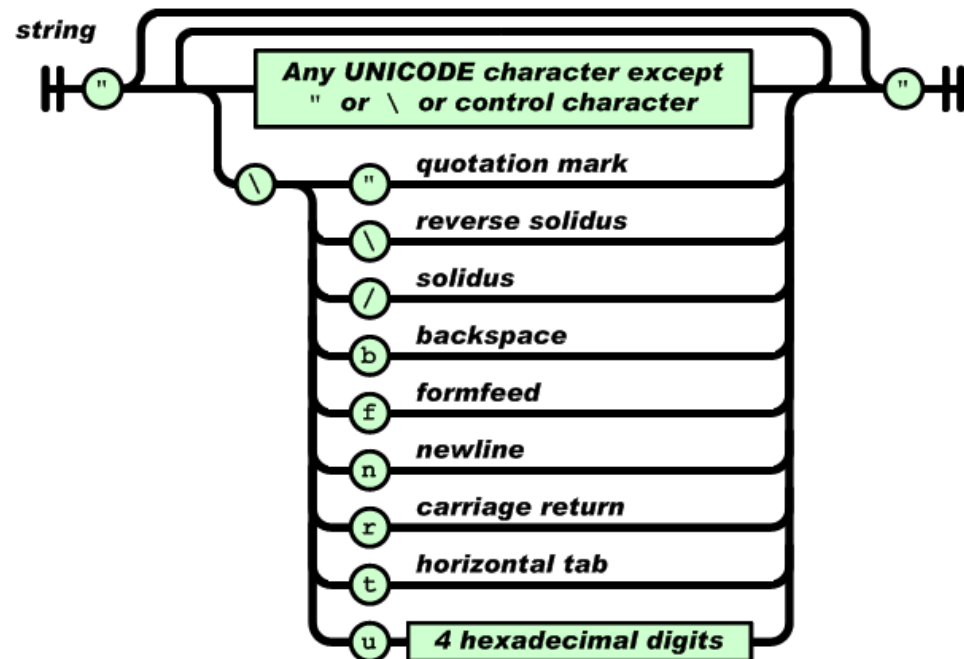 string
" Any UNICODE character except "
" or \ or control character
\ " quotation mark
\ reverse solidus
/ solidus
b backspace
f formfeed
n newline
r carriage return
t horizontal tab
u 4 hexadecimal digits